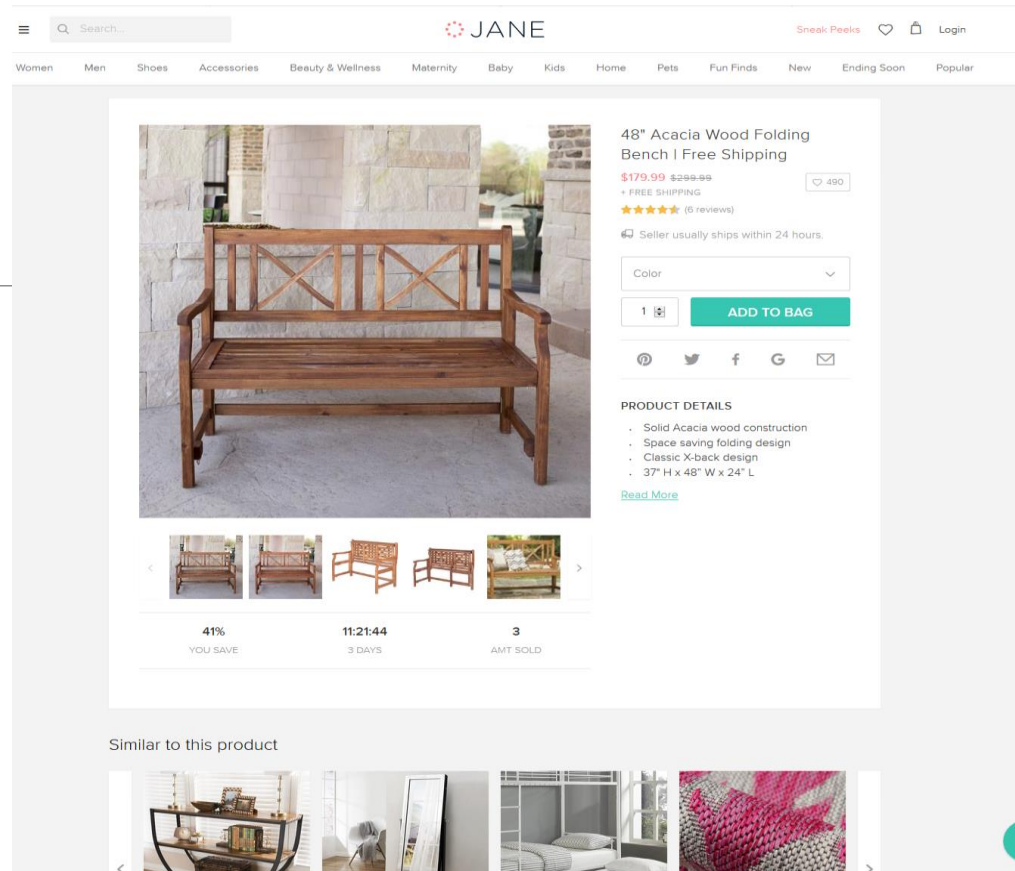 Search...
JANE
Sneak Peeks
Login
Women Men Shoes Accessories Beauty & Wellness Maternity Baby Kids Home Pets Fun Finds New Ending Soon Popular
48" Acacia Wood Folding
Bench | Free Shipping
$179.99 $299.99
490
+ FREE SHIPPING
(6 reviews)
Seller usually ships within 24 hours.
Color
1
ADD TO BAG
PRODUCT DETAILS
· Solid Acacia wood construction
· Space saving folding design
· Classic X-back design
· 37" H x 48" W x 24" L
Read More
41% 11:21:44 3
YOU SAVE 3 DAYS AMT SOLD
Similar to this product